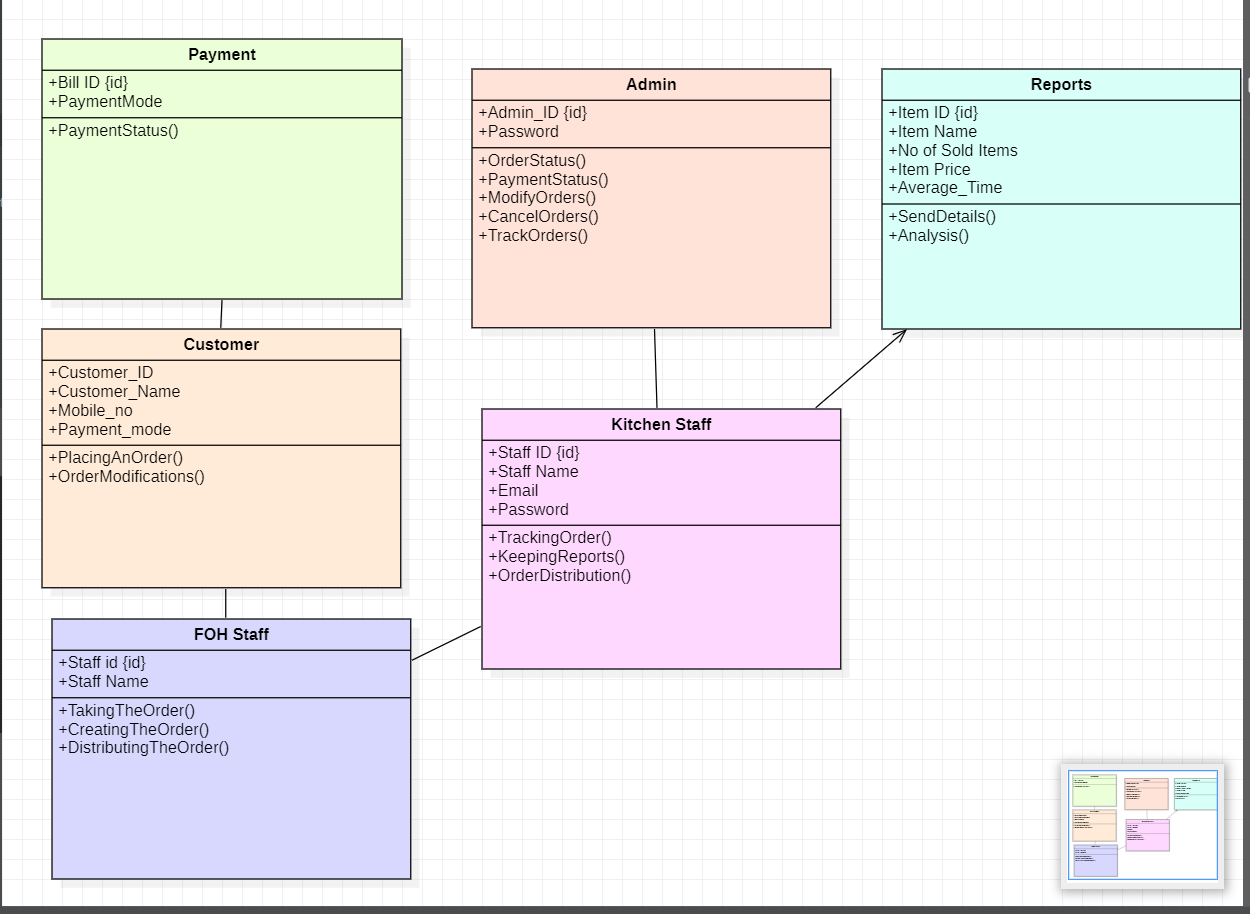 Payment
+Bill ID {id}
+PaymentMode
+PaymentStatus()
Admin
+Admin_ID {id}
+Password
+OrderStatus()
+PaymentStatus()
+ModifyOrders()
+CancelOrders()
+TrackOrders()
Reports
+Item ID {id}
+Item Name
+No of Sold Items
+Item Price
+Average_Time
+SendDetails()
+Analysis()
Customer
+Customer_ID
+Customer_Name
+Mobile_no
+Payment_mode
+PlacingAnOrder()
+OrderModifications()
Kitchen Staff
+Staff ID {id}
+Staff Name
+Email
+Password
+TrackingOrder()
+KeepingReports()
+OrderDistribution()
FOH Staff
+Staff id {id}
+Staff Name
+TakingTheOrder()
+CreatingTheOrder()
+DistributingTheOrder()